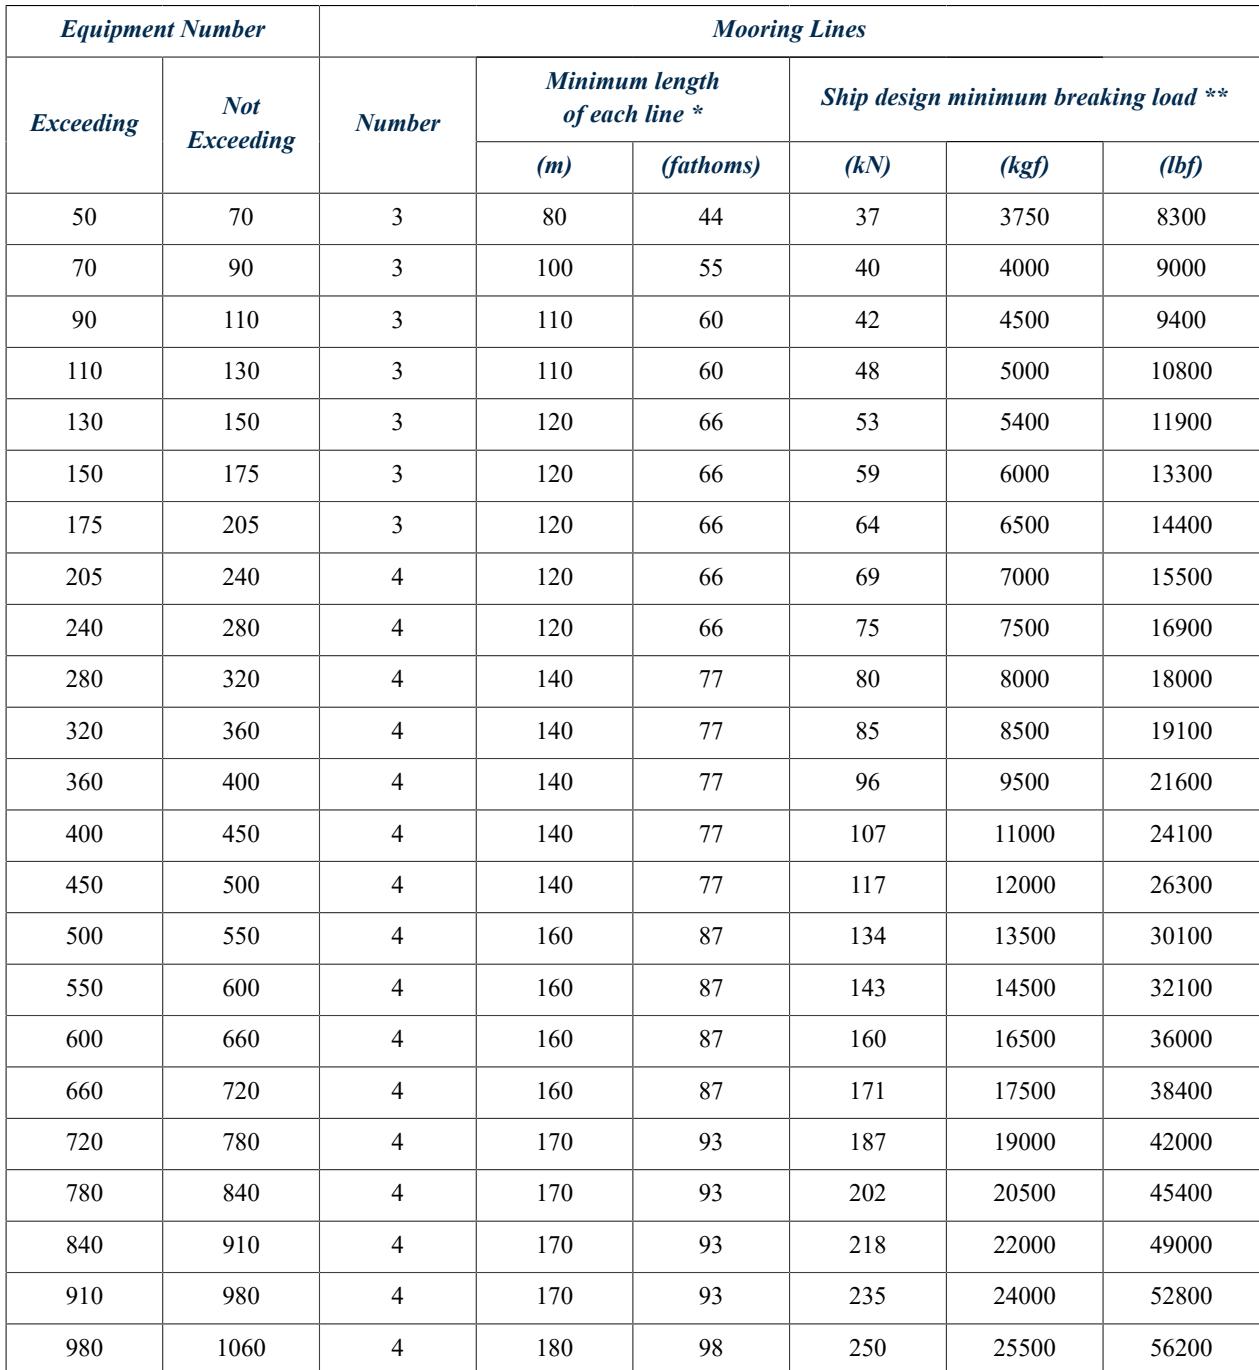 Equipment Number Mooring Lines
Exceeding Not Exceeding Number Minimum length of each line * Ship design minimum breaking load **
(m) (fathoms) (kN) (kgf) (lbf)
50 70 3 80 44 37 3750 8300
70 90 3 100 55 40 4000 9000
90 110 3 110 60 42 4500 9400
110 130 3 110 60 48 5000 10800
130 150 3 120 66 53 5400 11900
150 175 3 120 66 59 6000 13300
175 205 3 120 66 64 6500 14400
205 240 4 120 66 69 7000 15500
240 280 4 120 66 75 7500 16900
280 320 4 140 77 80 8000 18000
320 360 4 140 77 85 8500 19100
360 400 4 140 77 96 9500 21600
400 450 4 140 77 107 11000 24100
450 500 4 140 77 117 12000 26300
500 550 4 160 87 134 13500 30100
550 600 4 160 87 143 14500 32100
600 660 4 160 87 160 16500 36000
660 720 4 160 87 171 17500 38400
720 780 4 170 93 187 19000 42000
780 840 4 170 93 202 20500 45400
840 910 4 170 93 218 22000 49000
910 980 4 170 93 235 24000 52800
980 1060 4 180 98 250 25500 56200